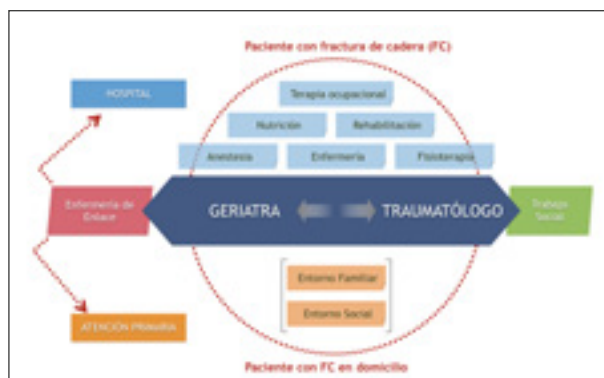 Paciente con fractura de cadera (FC)
HOSPITAL
Terapia ocupacional
Nutrición
Rehabilitación
Anestesia
Enfermería
Fisioterapia
Enfermería de
Enlace
GERIATRA
TRAUMATÓLOGO
Trabajo
Social
Entorno Familiar
Entorno Social
ATENCIÓN PRIMARIA
Paciente con FC en domicilio